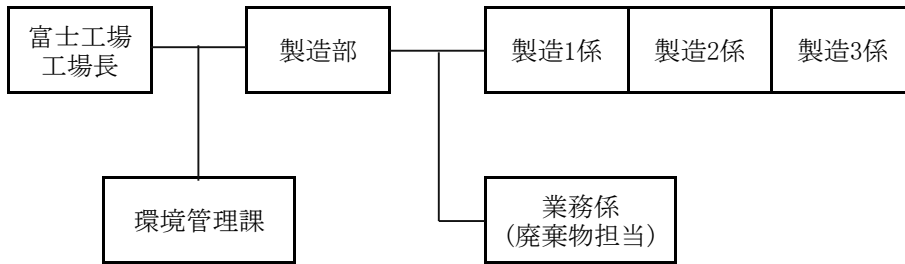 富士工場
工場長
製造部
製造1係
製造2係
製造3係
環境管理課
業務係
(廃棄物担当)